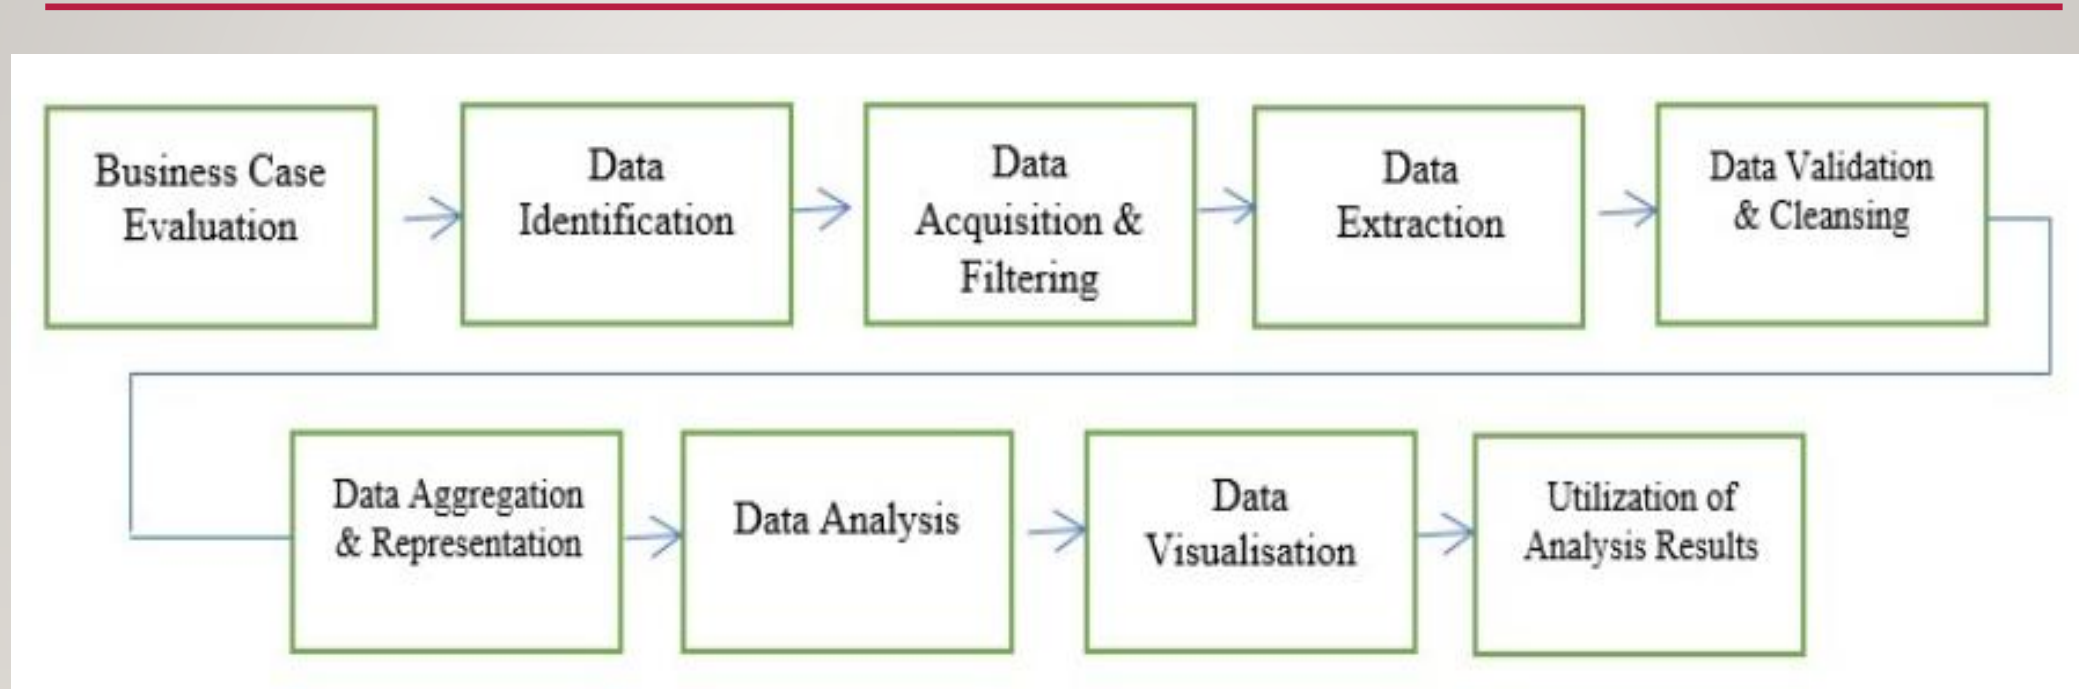 Business Case
Evaluation
Data
Identification
Data
Acquisition &
Filtering
Data
Extraction
Data Validation
& Cleansing
Data Aggregation
& Representation
Data Analysis
Data
Visualisation
Utilization of
Analysis Results